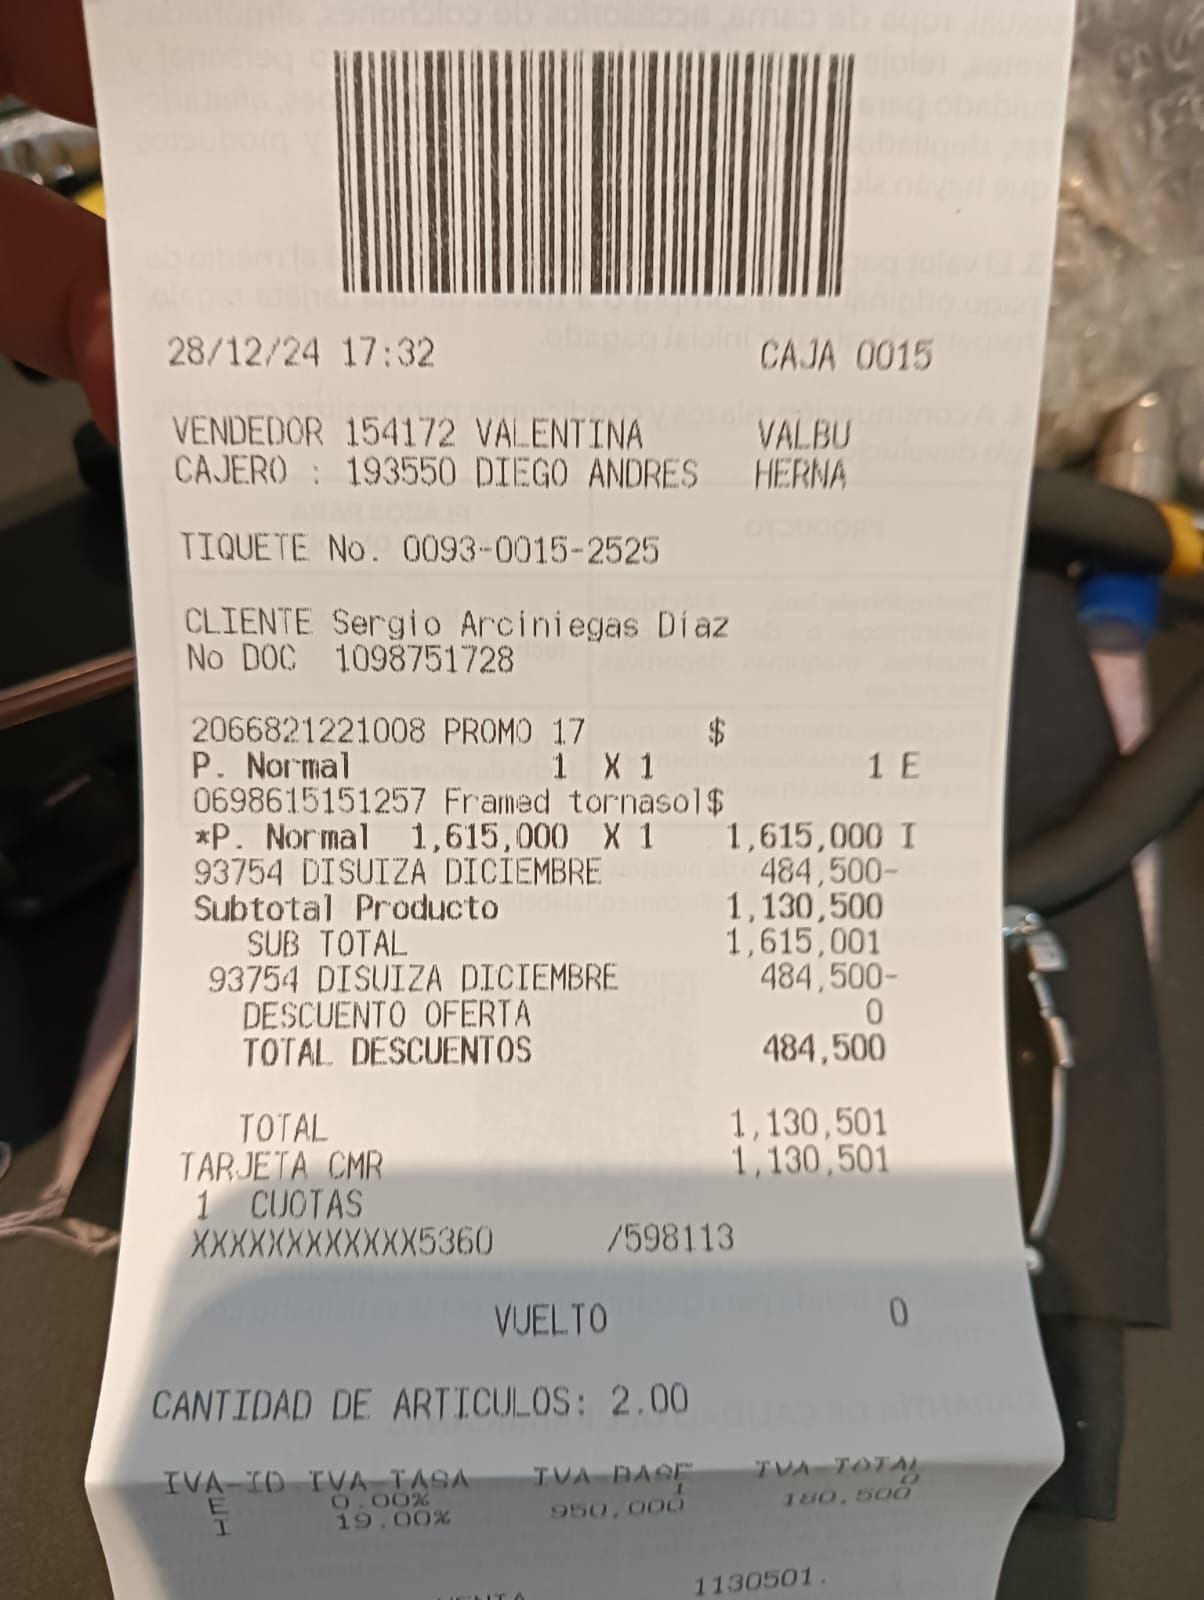 28/12/24 17:32 CAJA 0015
VENDEDOR 154172 VALENTINA VALBU
CAJERO : 193550 DIEGO ANDRES HERNA
TIQUETE No. 0093-0015-2525
CLIENTE Sergio Arciniegas Díaz
No DOC 1098751728
2066821221008 PROMO 17 $
P. Normal 1 X 1 1 E
0698615151257 Framed tornasol$
*P. Normal 1,615,000 X 1 1,615,000 I
93754 DISUIZA DICIEMBRE 484,500-
Subtotal Producto 1,130,500
SUB TOTAL 1,615,001
93754 DISUIZA DICIEMBRE 484,500-
DESCUENTO OFERTA 0
TOTAL DESCUENTOS 484,500
TOTAL 1,130,501
TARJETA CMR 1,130,501
1 CUOTAS
XXXXXXXXXXXX5360 /598113
VUELTO 0
CANTIDAD DE ARTICULOS: 2.00
IVA-ID IVA-TASA IVA-BASE IVA-TOTAL
E 0.00% 1 0
I 19.00% 950,000 180,500
1130501.